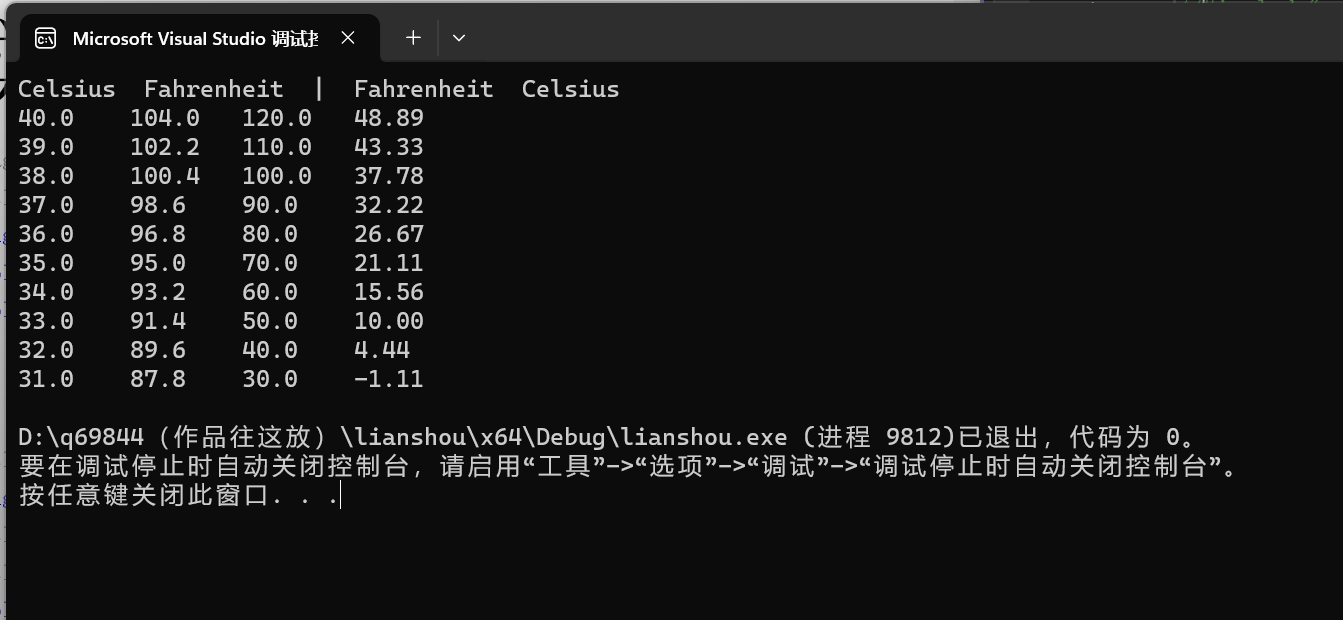 Microsoft Visual Studio 调试
Celsius  Fahrenheit  |  Fahrenheit  Celsius
40.0    104.0   120.0   48.89
39.0    102.2   110.0   43.33
38.0    100.4   100.0   37.78
37.0    98.6    90.0    32.22
36.0    96.8    80.0    26.67
35.0    95.0    70.0    21.11
34.0    93.2    60.0    15.56
33.0    91.4    50.0    10.00
32.0    89.6    40.0    4.44
31.0    87.8    30.0    -1.11
D:\q69844（作品往这放）\lianshou\x64\Debug\lianshou.exe (进程 9812)已退出，代码为 0。
要在调试停止时自动关闭控制台，请启用“工具”->“选项”->“调试”->“调试停止时自动关闭控制台”。
按任意键关闭此窗口. . .